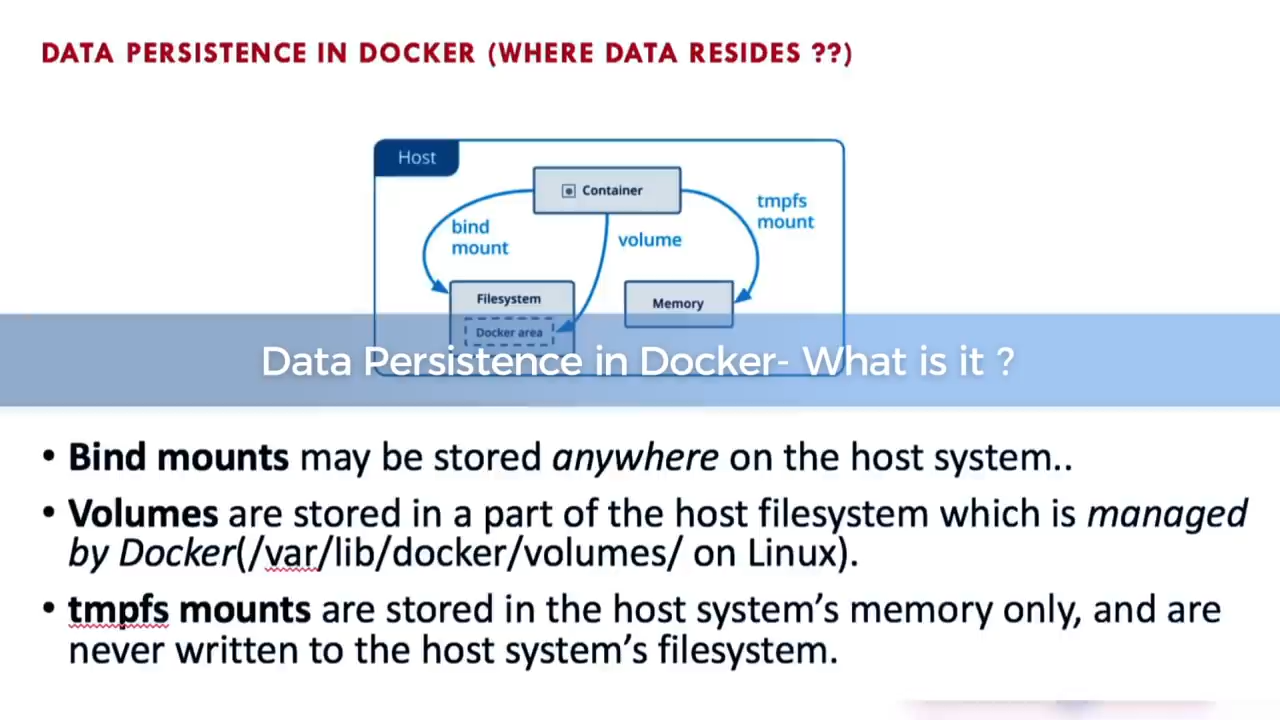 DATA PERSISTENCE IN DOCKER (WHERE DATA RESIDES ??)
Host
Container
tmpfs
mount
bind
mount
volume
Filesystem
Memory
Docker area
Data Persistence in Docker- What is it ?
• Bind mounts may be stored anywhere on the host system..
• Volumes are stored in a part of the host filesystem which is managed
by Docker(/var/lib/docker/volumes/ on Linux).
• tmpfs mounts are stored in the host system’s memory only, and are
never written to the host system’s filesystem.